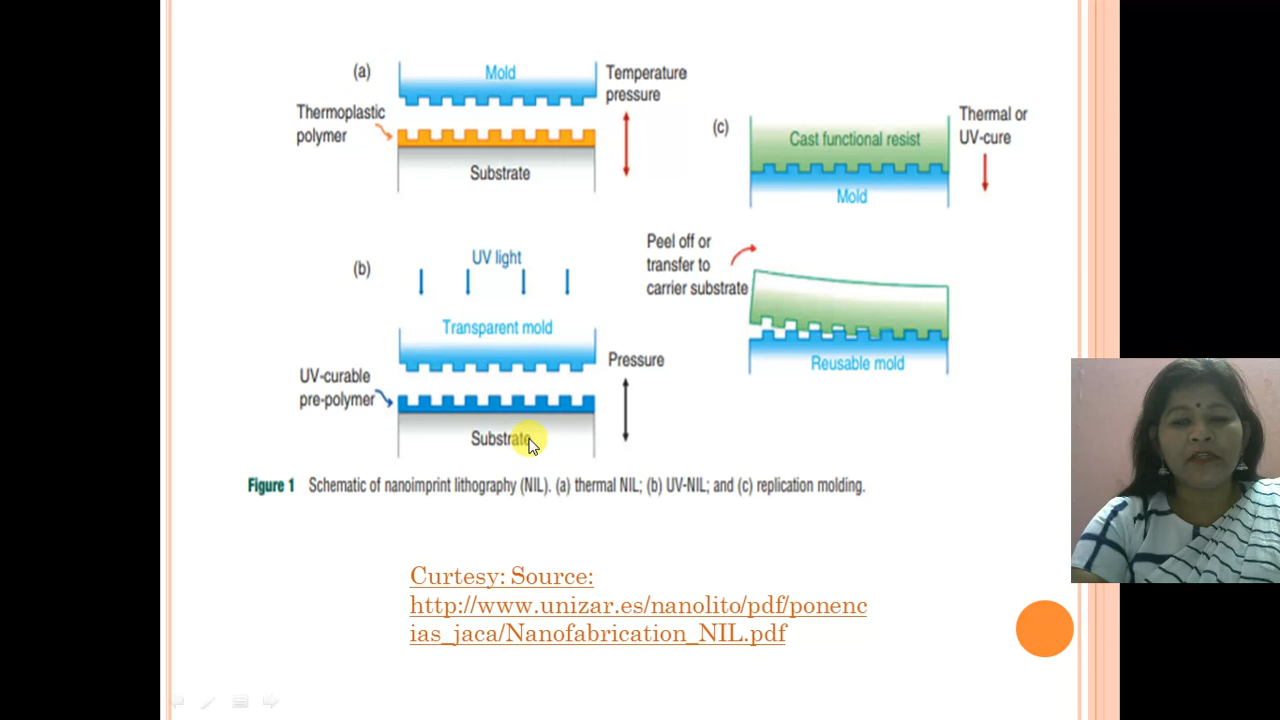 (a)
Mold
Temperature
pressure
Thermoplastic
polymer
Substrate
(b)
UV light
Transparent mold
Pressure
UV-curable
pre-polymer
Substrate
(c)
Thermal or
UV-cure
Cast functional resist
Mold
Peel off or
transfer to
carrier substrate
Reusable mold
Figure 1 Schematic of nanoimprint lithography (NIL). (a) thermal NIL; (b) UV-NIL; and (c) replication molding.
Curtesy: Source:
http://www.unizar.es/nanolito/pdf/ponenc
ias_jaca/Nanofabrication_NIL.pdf